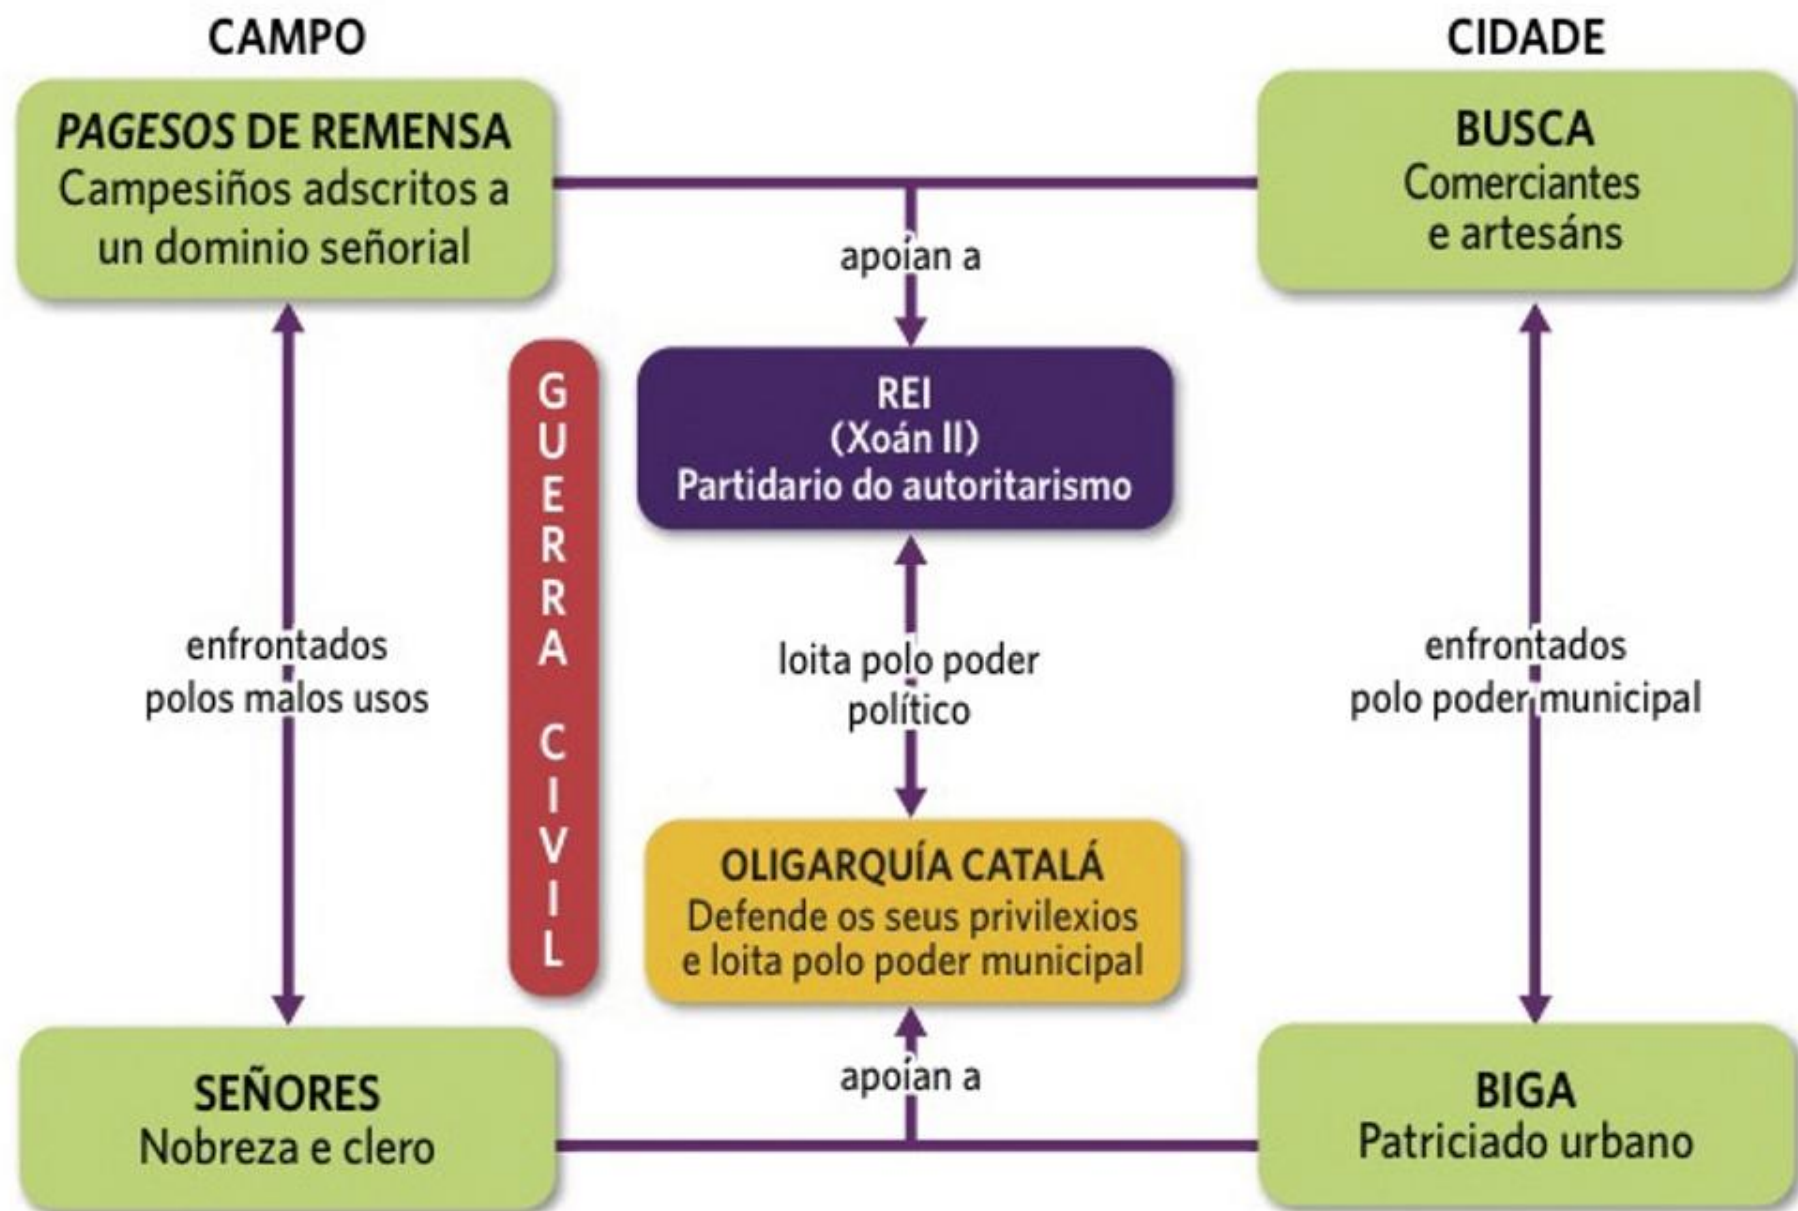 CAMPO
PAGESOS DE REMENSA
Campesiños adscritos a
un dominio señorial
CIDADE
BUSCA
Comerciantes
e artesáns
apoian a
REI
(Xoán II)
Partidario do autoritarismo
GUERRA CIVIL
enfrontados
polos malos usos
loita polo poder
político
enfrontados
polo poder municipal
OLIGARQUÍA CATALÁ
Defende os seus privilexios
e loita polo poder municipal
apoian a
SEÑORES
Nobreza e clero
BIGA
Patriciado urbano